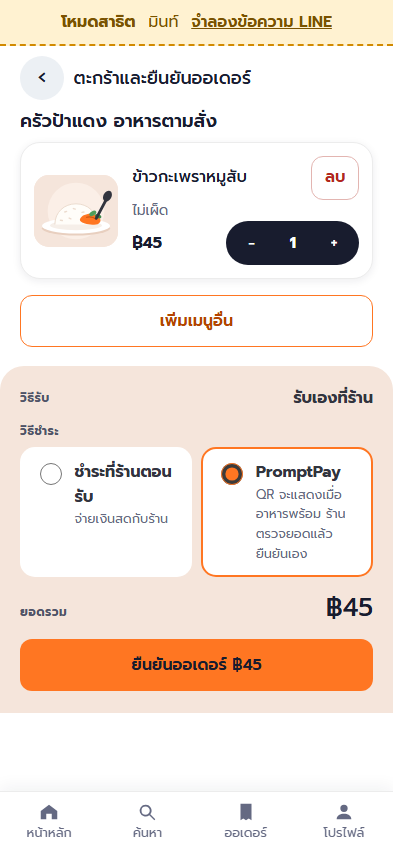 โหมดสาธิต มินท์ จำลองข้อความ LINE
ตะกร้าและยืนยันออเดอร์
ครัวป้าแดง อาหารตามสั่ง
ข้าวกะเพราหมูสับ
ลบ
ไม่เผ็ด
฿45
- 1 +
เพิ่มเมนูอื่น
วิธีรับ
รับเองที่ร้าน
วิธีชำระ
ชำระที่ร้านตอน
รับ
จ่ายเงินสดกับร้าน
PromptPay
QR จะแสดงเมื่อ
อาหารพร้อม ร้าน
ตรวจยอดแล้ว
ยืนยันเอง
ยอดรวม
฿45
ยืนยันออเดอร์ ฿45
หน้าหลัก
ค้นหา
ออเดอร์
โปรไฟล์